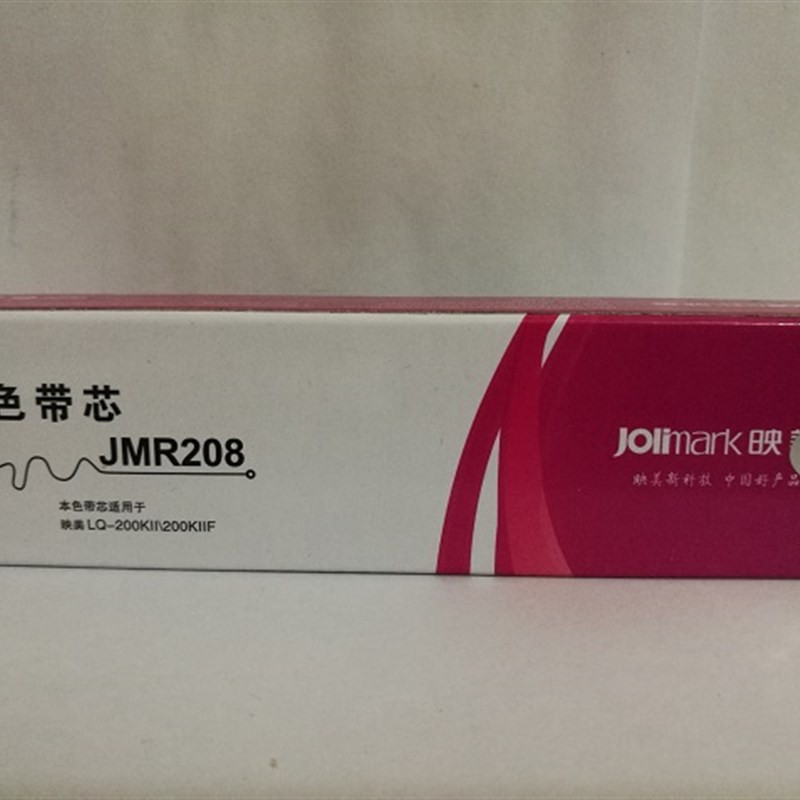 色带芯
JMR208
本色带芯适用于
映美 LQ-200KII\200KIIF
Jolimark 映美
映美新科技 中国好产品